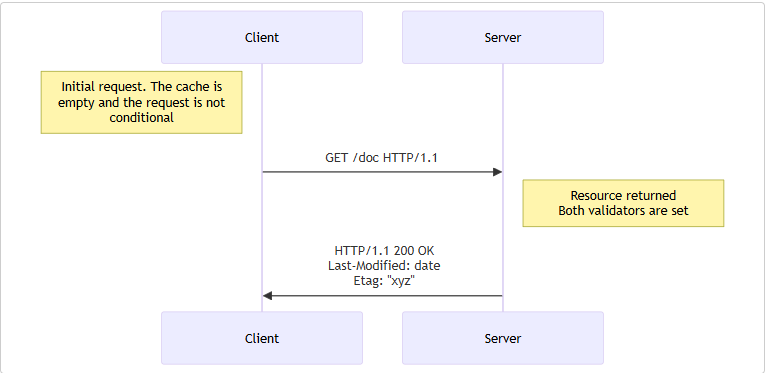 Client
Server
Initial request. The cache is
empty and the request is not
conditional
GET /doc HTTP/1.1
Resource returned
Both validators are set
HTTP/1.1 200 OK
Last-Modified: date
Etag: "xyz"
Client
Server